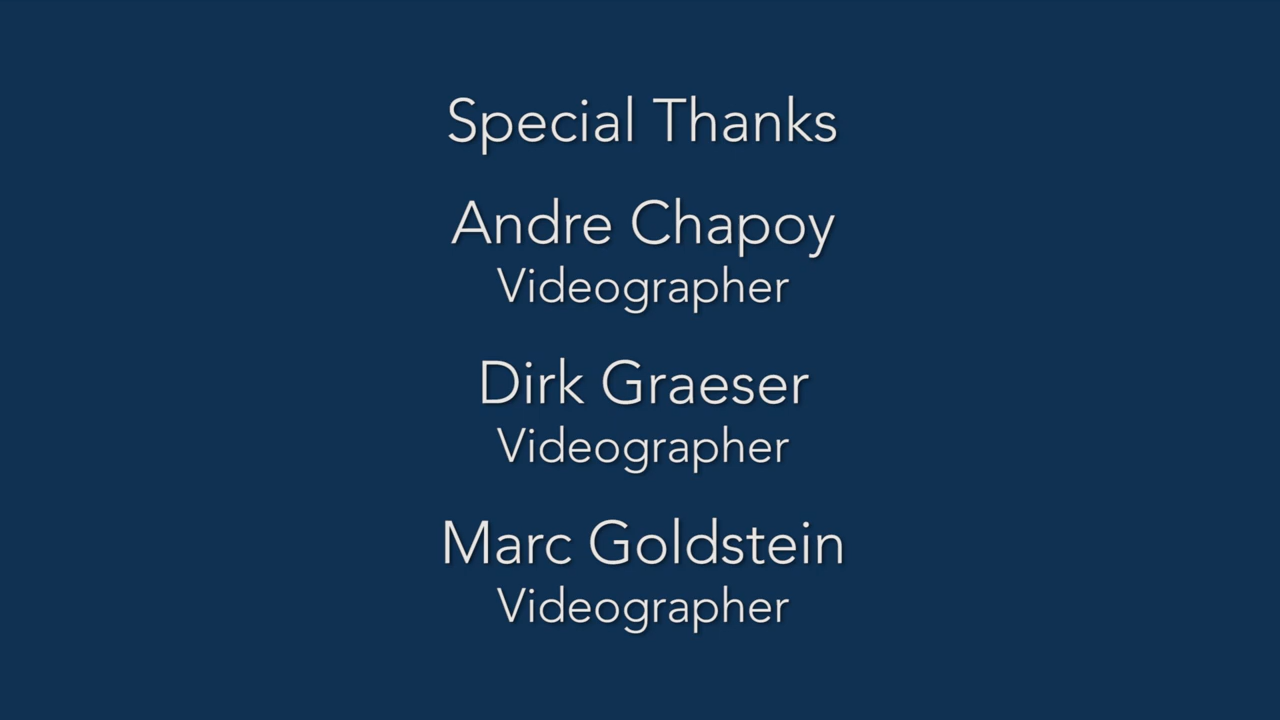 Special Thanks
Andre Chapoy
Videographer
Dirk Graeser
Videographer
Marc Goldstein
Videographer